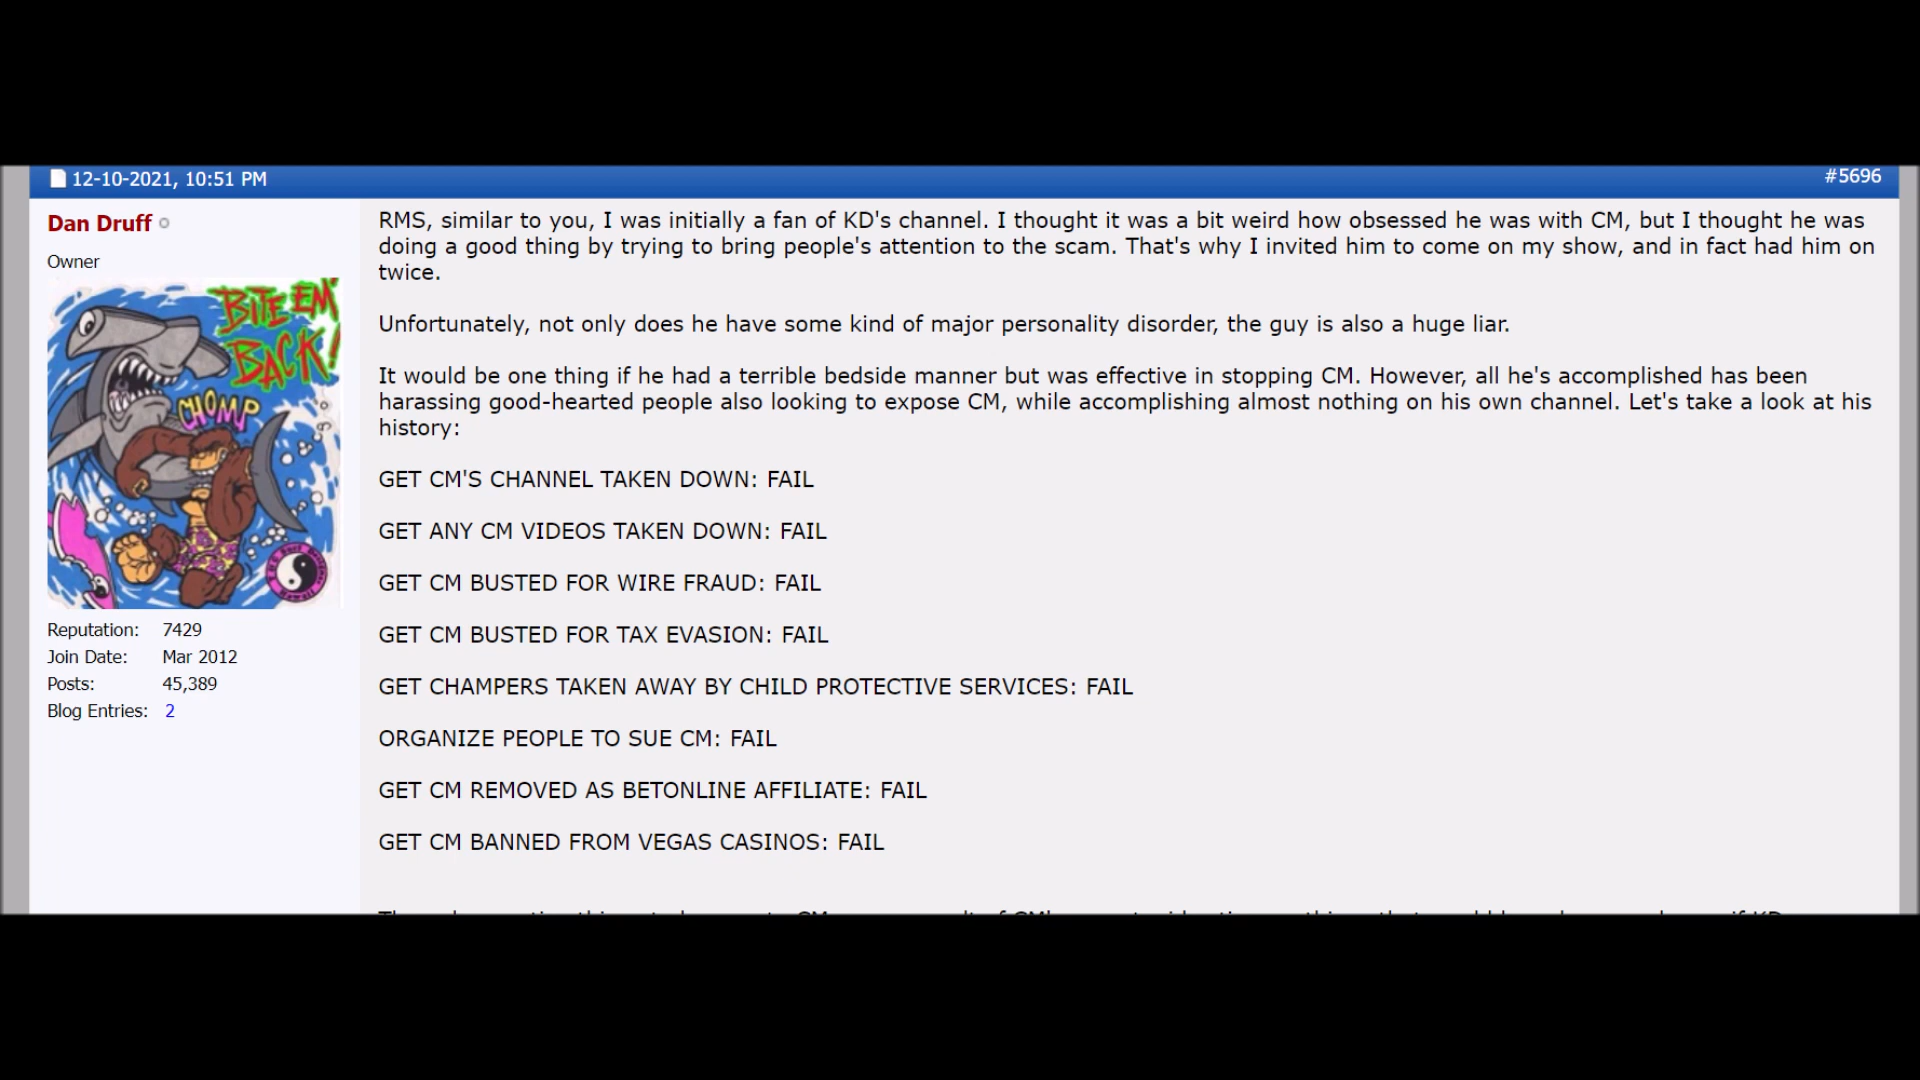 12-10-2021, 10:51 PM
#5696
Dan Druff
Owner
BITE EM
BACK!
CHOMP
Reputation: 7429
Join Date: Mar 2012
Posts: 45,389
Blog Entries: 2
RMS, similar to you, I was initially a fan of KD's channel. I thought it was a bit weird how obsessed he was with CM, but I thought he was
doing a good thing by trying to bring people's attention to the scam. That's why I invited him to come on my show, and in fact had him on
twice.
Unfortunately, not only does he have some kind of major personality disorder, the guy is also a huge liar.
It would be one thing if he had a terrible bedside manner but was effective in stopping CM. However, all he's accomplished has been
harassing good-hearted people also looking to expose CM, while accomplishing almost nothing on his own channel. Let's take a look at his
history:
GET CM'S CHANNEL TAKEN DOWN: FAIL
GET ANY CM VIDEOS TAKEN DOWN: FAIL
GET CM BUSTED FOR WIRE FRAUD: FAIL
GET CM BUSTED FOR TAX EVASION: FAIL
GET CHAMPERS TAKEN AWAY BY CHILD PROTECTIVE SERVICES: FAIL
ORGANIZE PEOPLE TO SUE CM: FAIL
GET CM REMOVED AS BETONLINE AFFILIATE: FAIL
GET CM BANNED FROM VEGAS CASINOS: FAIL